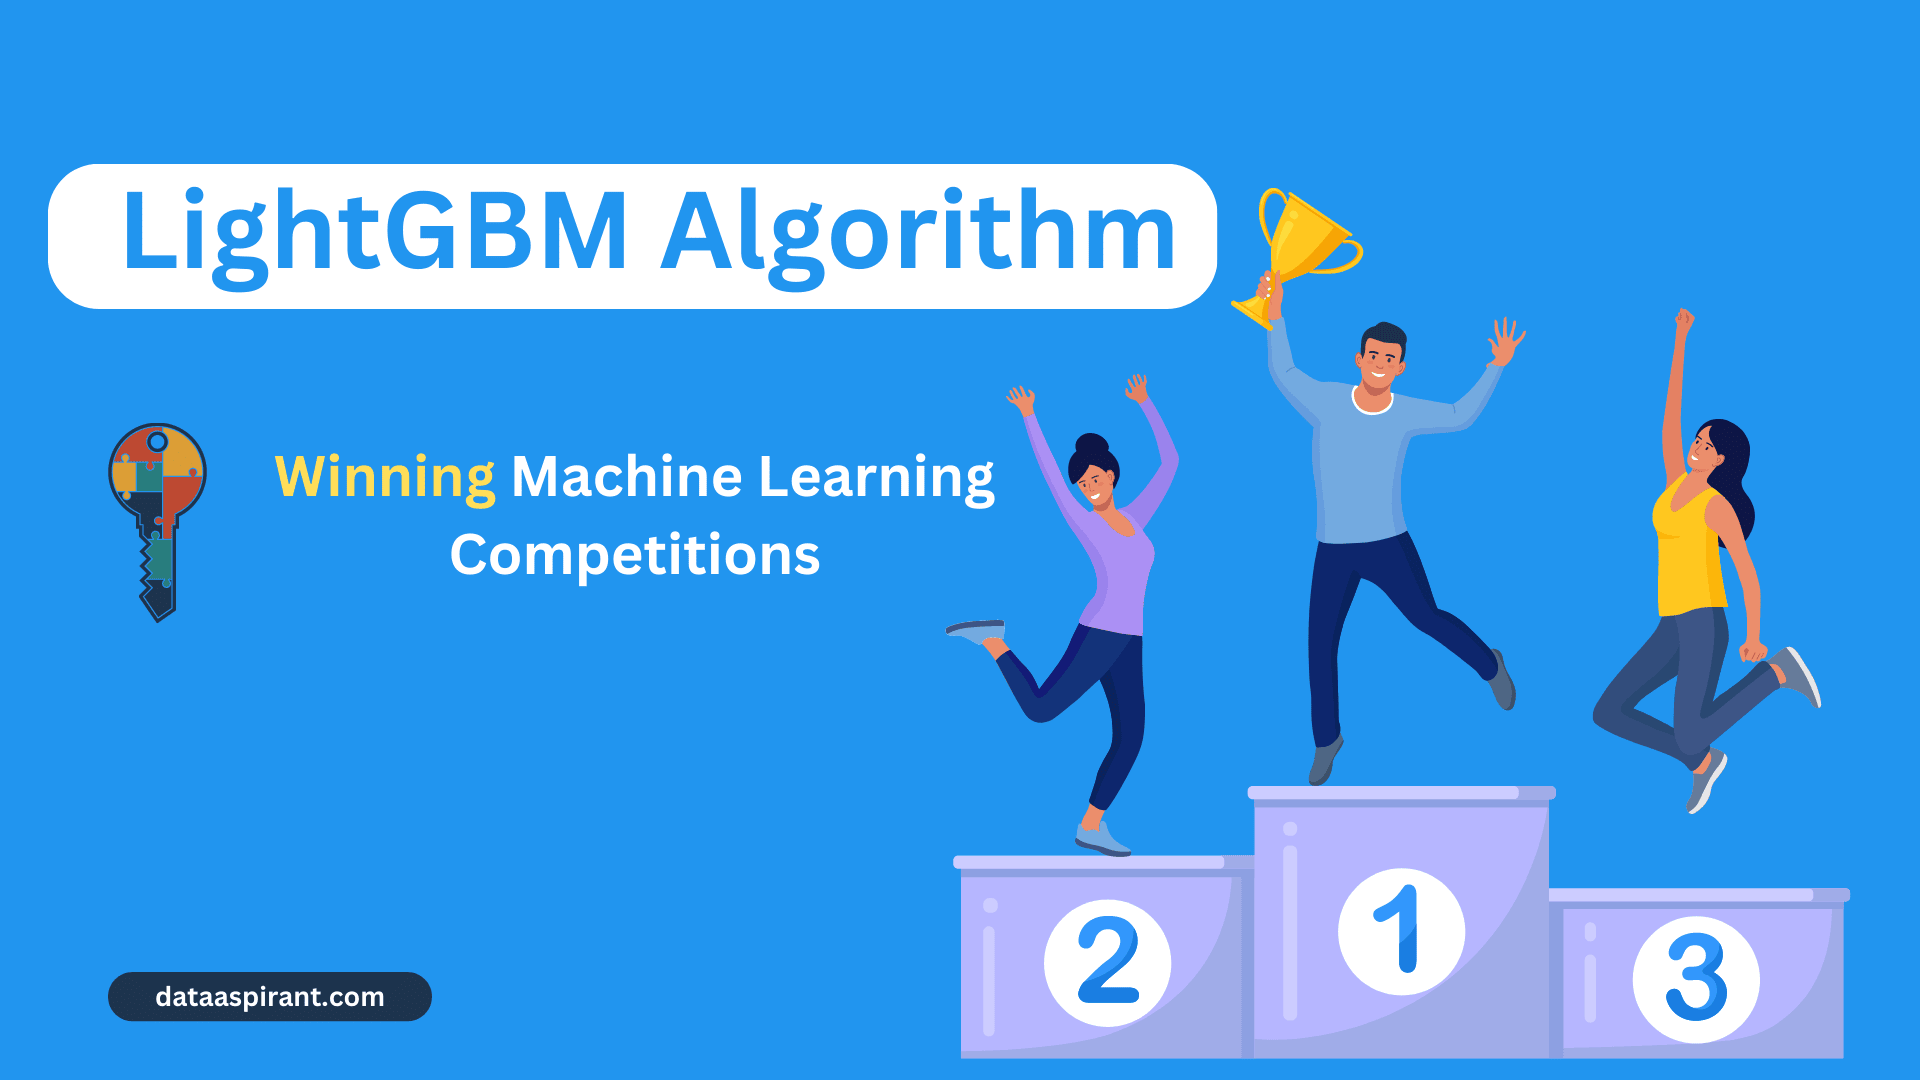 LightGBM Algorithm
Winning Machine Learning
Competitions
2
1
3
dataaspirant.com